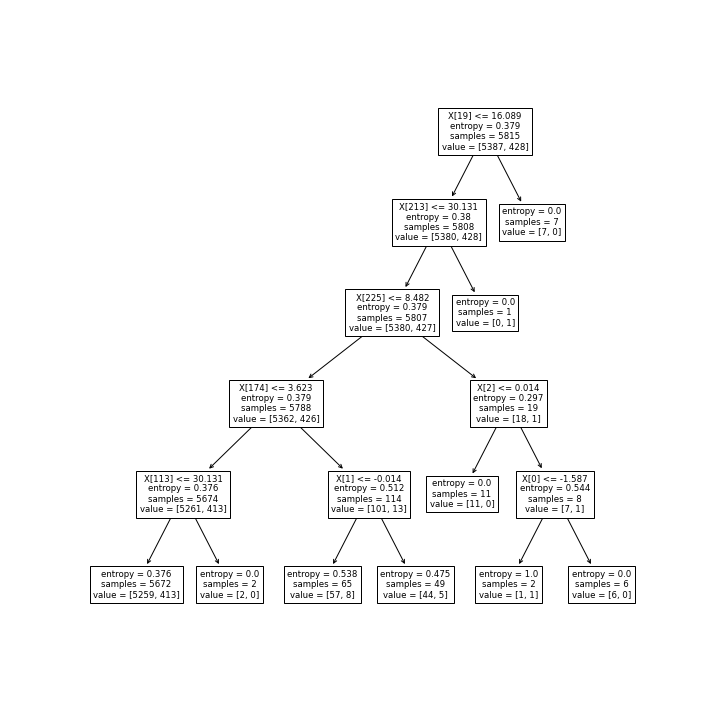 X[19] <= 16.089
entropy = 0.379
samples = 5815
value = [5387, 428]
X[213] <= 30.131
entropy = 0.38
samples = 5808
value = [5380, 428]
entropy = 0.0
samples = 7
value = [7, 0]
X[225] <= 8.482
entropy = 0.379
samples = 5807
value = [5380, 427]
entropy = 0.0
samples = 1
value = [0, 1]
X[174] <= 3.623
entropy = 0.379
samples = 5788
value = [5362, 426]
X[2] <= 0.014
entropy = 0.297
samples = 19
value = [18, 1]
X[113] <= 30.131
entropy = 0.376
samples = 5674
value = [5261, 413]
X[1] <= -0.014
entropy = 0.512
samples = 114
value = [101, 13]
entropy = 0.0
samples = 11
value = [11, 0]
X[0] <= -1.587
entropy = 0.544
samples = 8
value = [7, 1]
entropy = 0.376
samples = 5672
value = [5259, 413]
entropy = 0.0
samples = 2
value = [2, 0]
entropy = 0.538
samples = 65
value = [57, 8]
entropy = 0.475
samples = 49
value = [44, 5]
entropy = 1.0
samples = 2
value = [1, 1]
entropy = 0.0
samples = 6
value = [6, 0]